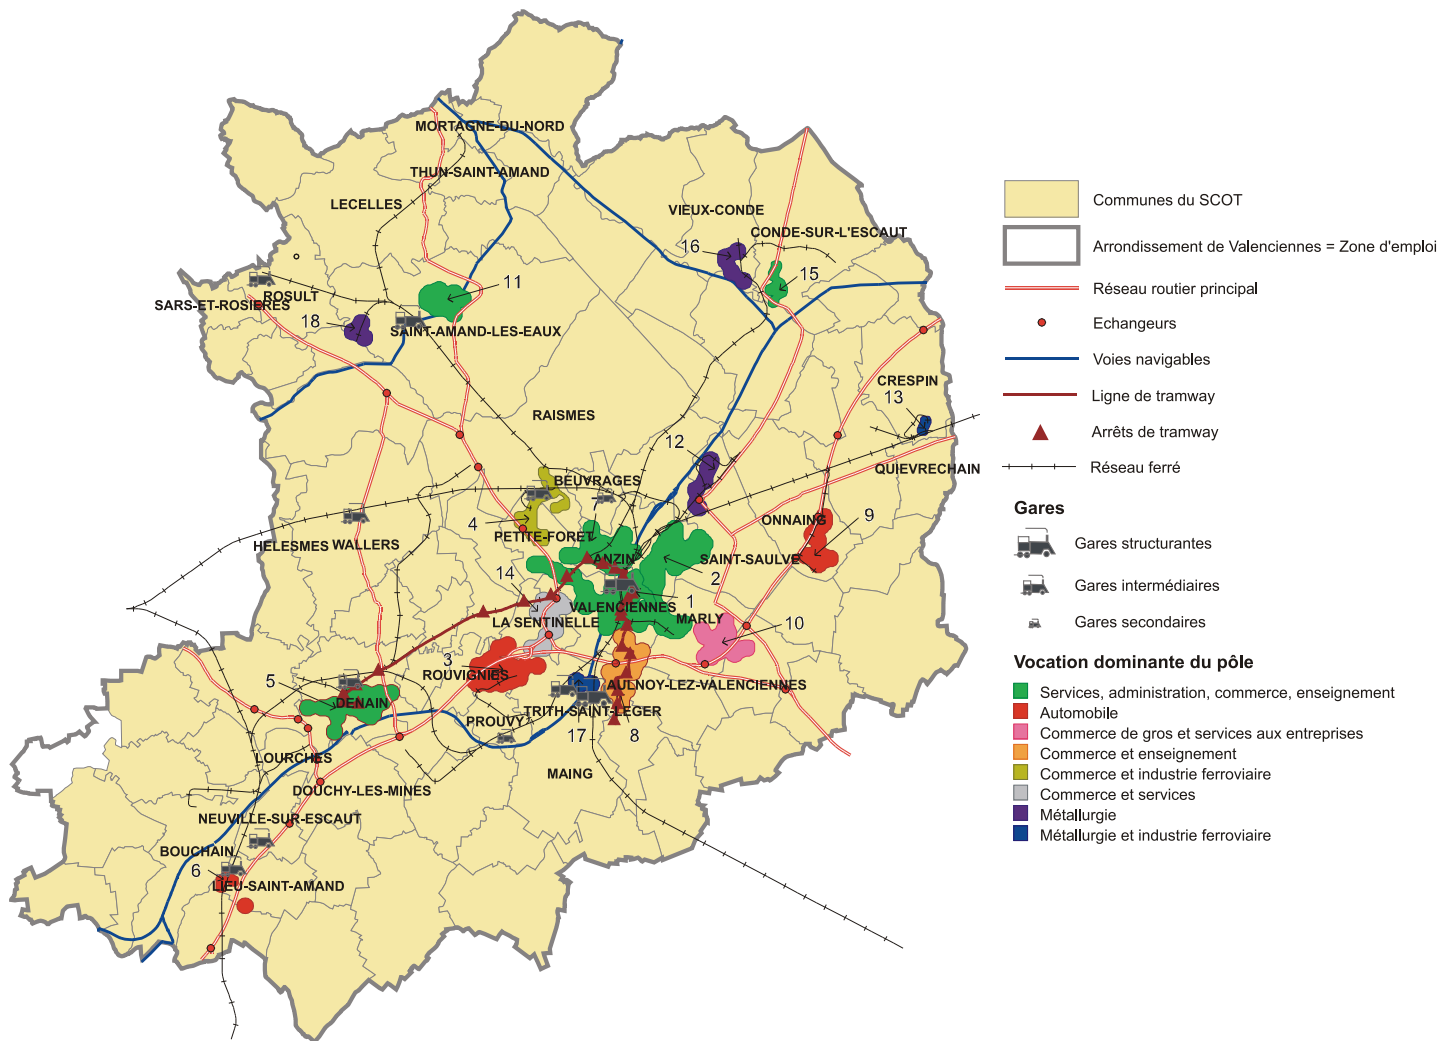 MORTAGNE-DU-NORD
THUN-SAINT-AMAND
LECELLES
VIEUX-CONDE
CONDE-SUR-L'ESCAUT
16
15
11
ROSULT
SARS-ET-ROSIERES
18
SAINT-AMAND-LES-EAUX
CRESPIN
13
RAISMES
12
QUIEVRECHAIN
BEUVRAGES
7
4
ONNAING
9
PETITE-FORET
HELESMES
WALLERS
ANZIN
SAINT-SAULVE
14
2
1
VALENCIENNES
MARLY
LA SENTINELLE
10
3
ROUVIGNIES
5
AULNOY-LEZ-VALENCIENNES
DENAIN
TRITH-SAINT-LEGER
PROUVY
17
8
LOURCHES
MAING
DOUCHY-LES-MINES
NEUVILLE-SUR-ESCAUT
BOUCHAIN
6
LIEU-SAINT-AMAND
Communes du SCOT
Arrondissement de Valenciennes = Zone d'emploi
Réseau routier principal
Echangeurs
Voies navigables
Ligne de tramway
Arrêts de tramway
Réseau ferré
Gares
Gares structurantes
Gares intermédiaires
Gares secondaires
Vocation dominante du pôle
Services, administration, commerce, enseignement
Automobile
Commerce de gros et services aux entreprises
Commerce et enseignement
Commerce et industrie ferroviaire
Commerce et services
Métallurgie
Métallurgie et industrie ferroviaire